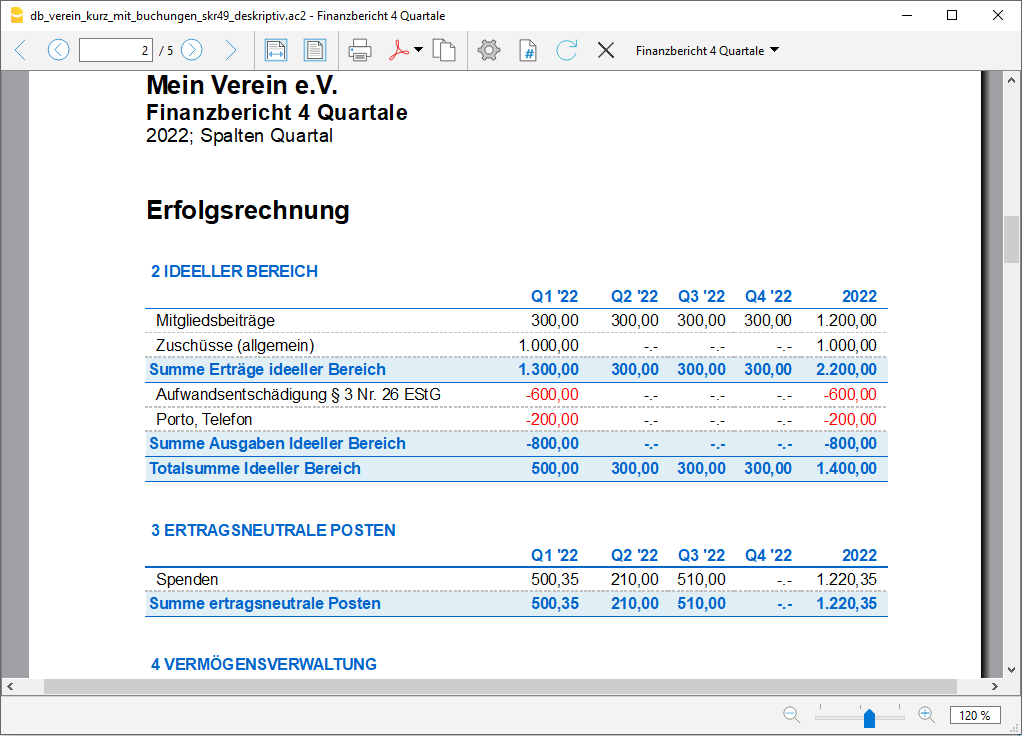 db_verein_kurz_mit_buchungen_skr49_deskriptiv.ac2 - Finanzbericht 4 Quartale
2 / 5 Finanzbericht 4 Quartale
Mein Verein e.V.
Finanzbericht 4 Quartale
2022; Spalten Quartal
Erfolgsrechnung
2 IDEELLER BEREICH
Q1 '22 Q2 '22 Q3 '22 Q4 '22 2022
Mitgliedsbeiträge 300,00 300,00 300,00 300,00 1.200,00
Zuschüsse (allgemein) 1.000,00 -.- -.- -.- 1.000,00
Summe Erträge ideeller Bereich 1.300,00 300,00 300,00 300,00 2.200,00
Aufwandsentschädigung § 3 Nr. 26 EStG -600,00 -.- -.- -.- -600,00
Porto, Telefon -200,00 -.- -.- -.- -200,00
Summe Ausgaben Ideeller Bereich -800,00 -.- -.- -.- -800,00
Totalsumme Ideeller Bereich 500,00 300,00 300,00 300,00 1.400,00
3 ERTRAGSNEUTRALE POSTEN
Q1 '22 Q2 '22 Q3 '22 Q4 '22 2022
Spenden 500,35 210,00 510,00 -.- 1.220,35
Summe ertragsneutrale Posten 500,35 210,00 510,00 -.- 1.220,35
4 VERMÖGENSVERWALTUNG
120 %